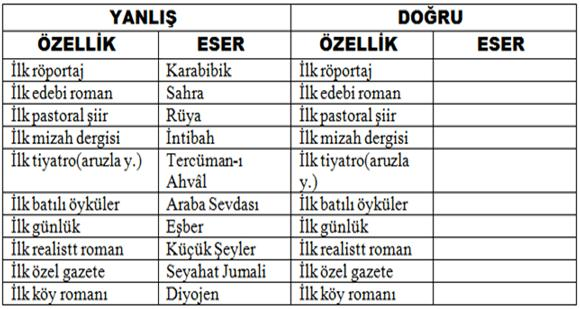 YANLIŞ DOĞRU
ÖZELLİK ESER ÖZELLİK ESER
İlk röportaj Karabibik İlk röportaj
İlk edebi roman Sahra İlk edebi roman
İlk pastoral şiir Rüya İlk pastoral şiir
İlk mizah dergisi İntibah İlk mizah dergisi
İlk tiyatro(aruzla y.) Tercüman-ı İlk tiyatro(aruzla
Ahvâl y.)
İlk batılı öyküler Araba Sevdası İlk batılı öyküler
İlk günlük Eşber İlk günlük
İlk realistt roman Küçük Şeyler İlk realistt roman
İlk özel gazete Seyahat Jurnali İlk özel gazete
İlk köy romanı Diyojen İlk köy romanı